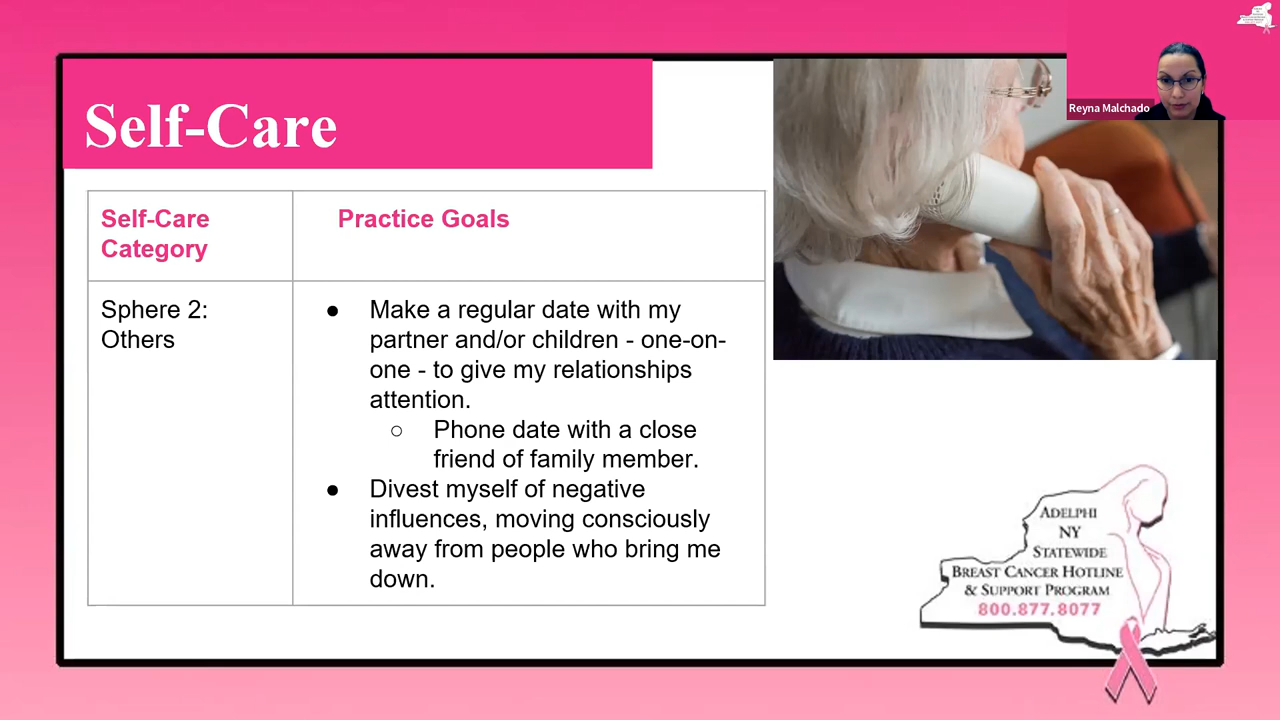 Self-Care
Reyna Malchado
Self-Care
Category
Practice Goals
Sphere 2:
Others
● Make a regular date with my
partner and/or children - one-on-
one - to give my relationships
attention.
○ Phone date with a close
friend of family member.
● Divest myself of negative
influences, moving consciously
away from people who bring me
down.
ADELPHI
NY
STATEWIDE
BREAST CANCER HOTLINE
& SUPPORT PROGRAM
800.877.8077